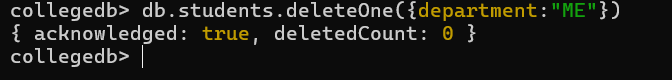 collegedb> db.students.deleteOne({department:"ME"})
{ acknowledged: true, deletedCount: 0 }
collegedb>